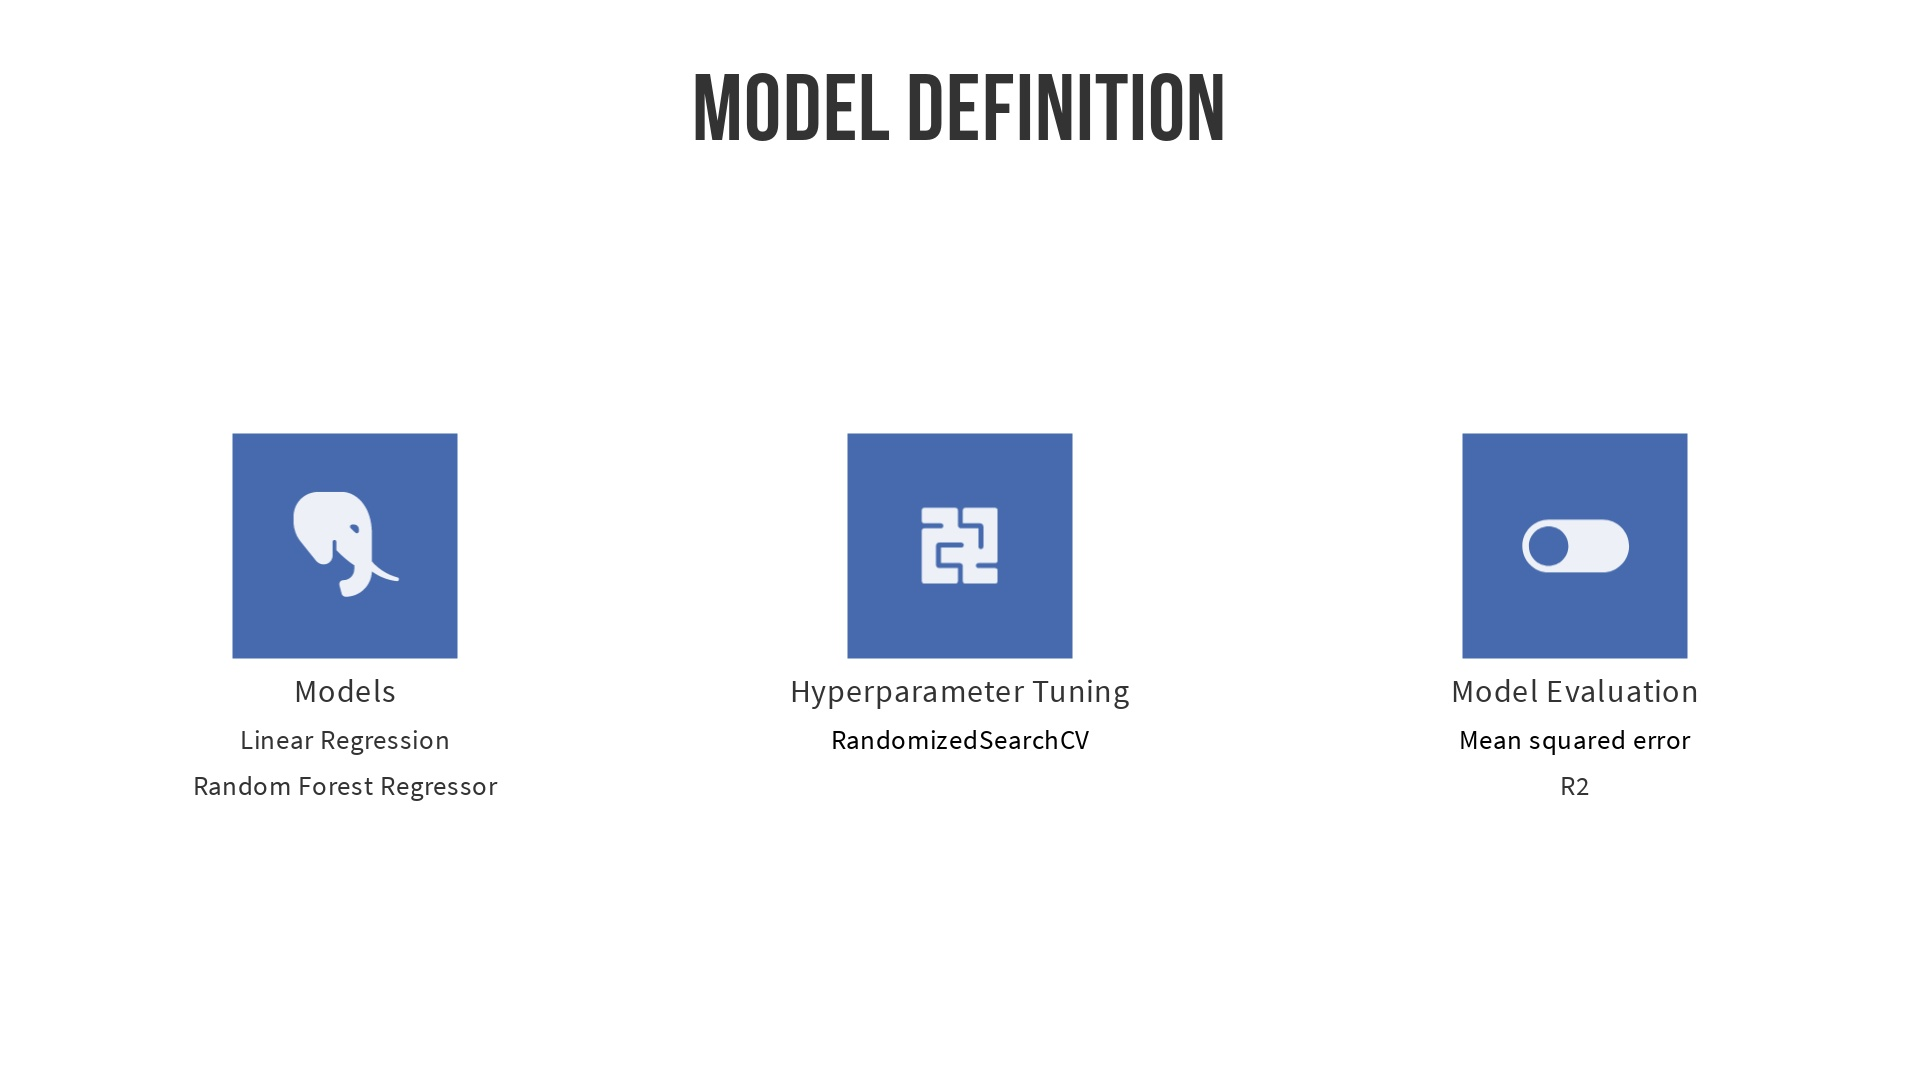 MODEL DEFINITION
Models
Linear Regression
Random Forest Regressor
Hyperparameter Tuning
RandomizedSearchCV
Model Evaluation
Mean squared error
R2